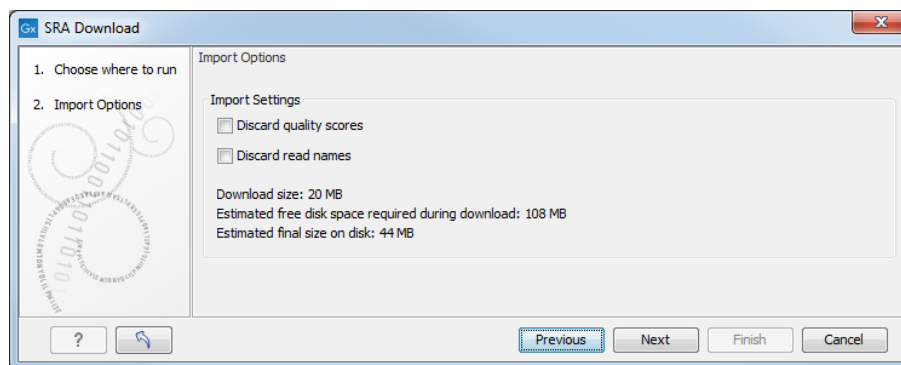 Gx SRA Download
1. Choose where to run
2. Import Options
Import Options
Import Settings
Discard quality scores
Discard read names
Download size: 20 MB
Estimated free disk space required during download: 108 MB
Estimated final size on disk: 44 MB
?
Previous
Next
Finish
Cancel